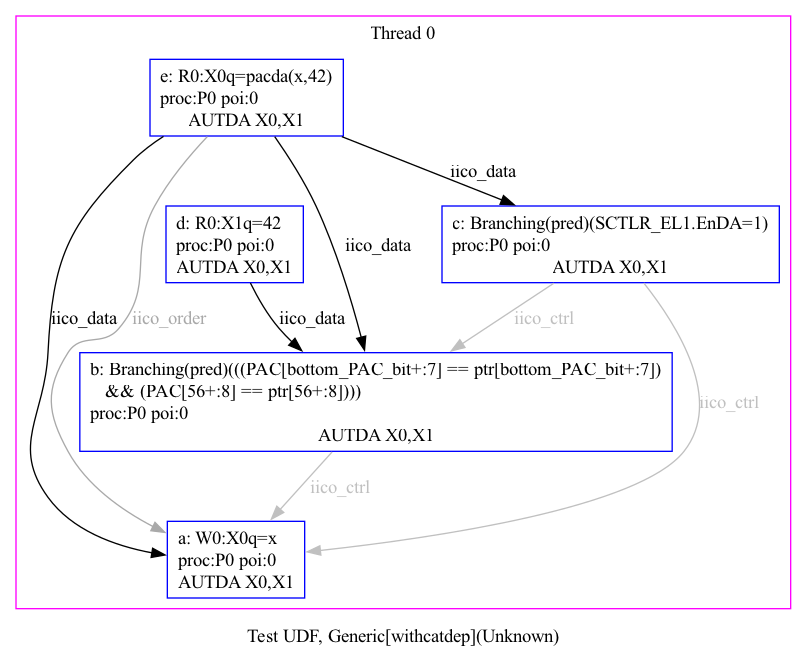 Thread 0
e: R0:X0q=pacda(x,42)
proc:P0 poi:0
AUTDA X0,X1
iico_data
d: R0:X1q=42
proc:P0 poi:0
AUTDA X0,X1
iico_data
c: Branching(pred)(SCTLR_EL1.EnDA=1)
proc:P0 poi:0
AUTDA X0,X1
iico_data
iico_order
iico_data
iico_ctrl
b: Branching(pred)(((PAC[bottom_PAC_bit+:7] == ptr[bottom_PAC_bit+:7])
&& (PAC[56+:8] == ptr[56+:8])))
proc:P0 poi:0
AUTDA X0,X1
iico_ctrl
iico_ctrl
a: W0:X0q=x
proc:P0 poi:0
AUTDA X0,X1
Test UDF, Generic[withcatdep](Unknown)